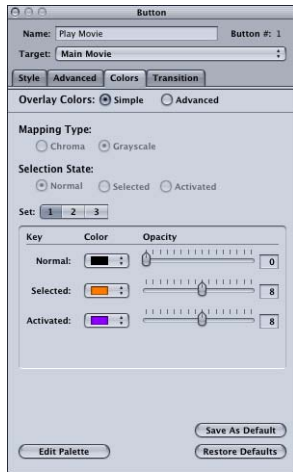 Button
Name: Play Movie Button #: 1
Target: Main Movie
Style Advanced Colors Transition
Overlay Colors: Simple Advanced
Mapping Type:
Chroma Grayscale
Selection State:
Normal Selected Activated
Set: 1 2 3
Key Color Opacity
Normal: 0
Selected: 8
Activated: 8
Save As Default
Edit Palette Restore Defaults